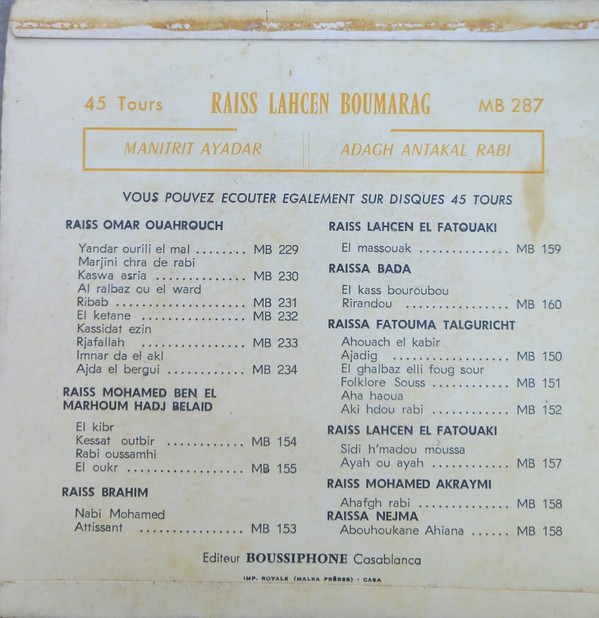 45 Tours RAISS LAHCEN BOUMARAG MB 287
MANITRIT AYADAR ADAGH ANTAKAL RABI
VOUS POUVEZ ECOUTER EGALEMENT SUR DISQUES 45 TOURS
RAISS OMAR OUAHROUCH
Yandar ourili el mal ........ MB 229
Marjini chra de rabi
Kaswa asria .............. MB 230
Al ralbaz ou el ward
Ribab .................... MB 231
El ketane ................ MB 232
Kassidat ezin
Rjafallah ................ MB 233
Imnar da el akl
Ajda el bergui ............ MB 234
RAISS MOHAMED BEN EL
MARHOUM HADJ BELAID
El kibr
Kessat outbir ............ MB 154
Rabi oussamhi
El oukr .................. MB 155
RAISS BRAHIM
Nabi Mohamed
Attissant ................ MB 153
RAISS LAHCEN EL FATOUAKI
El massouak .............. MB 159
RAISSA BADA
El kass bouroubou
Rirandou ................ MB 160
RAISSA FATOUMA TALGURICHT
Ahouach el kabir
Ajadig .................. MB 150
El ghalbaz elli foug sour
Folklore Souss ............ MB 151
Aha haoua
Aki hdou rabi ............ MB 152
RAISS LAHCEN EL FATOUAKI
Sidi h'madou moussa
Ayah ou ayah ............ MB 157
RAISS MOHAMED AKRAYMI
Ahafgh rabi .............. MB 158
RAISSA NEJMA
Abouhoukane Ahiana ...... MB 158
Editeur BOUSSIPHONE Casablanca
IMP. ROYALE (MALKA FRÈRES) - CASA